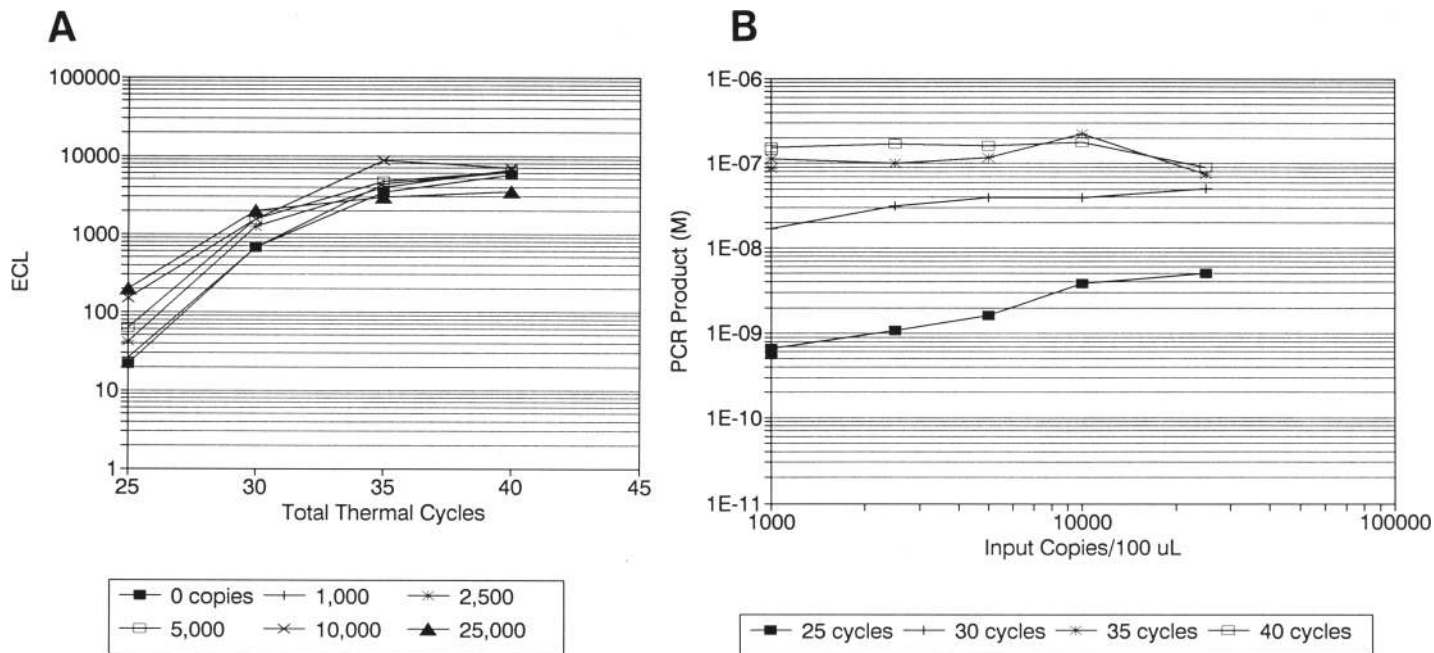 A
100000
10000
1000
100
10
1
ECL
25 30 35 40 45
Total Thermal Cycles
0 copies 1,000 2,500
5,000 10,000 25,000
B
1E-06
1E-07
1E-08
1E-09
1E-10
1E-11
PCR Product (M)
1000 10000 100000
Input Copies/100 uL
25 cycles 30 cycles 35 cycles 40 cycles